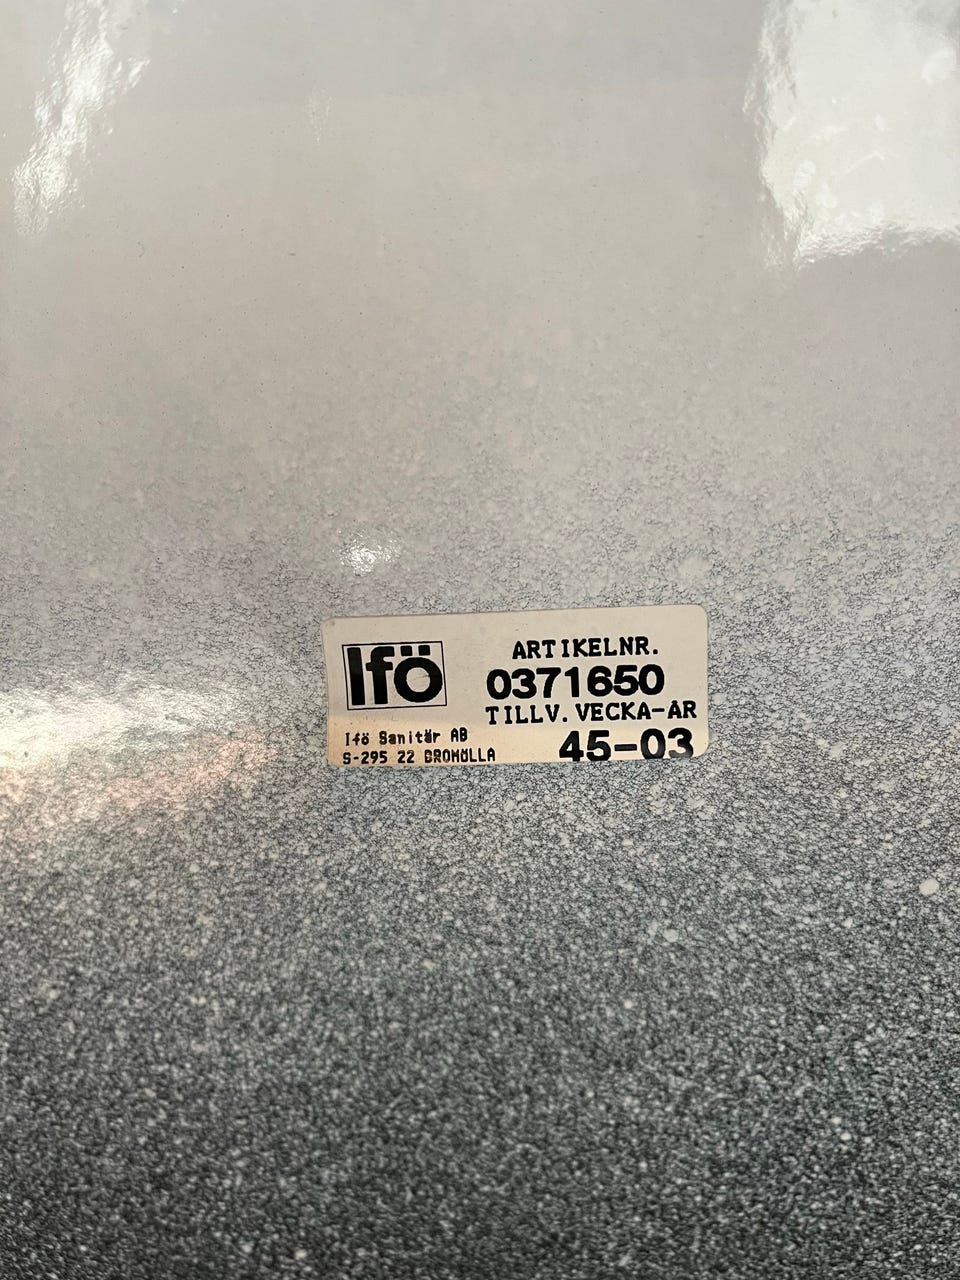 Ifö
Ifö Sanitär AB
S-295 22 BROMÖLLA
ARTIKELNR.
0371650
TILLV. VECKA-ÅR
45-03